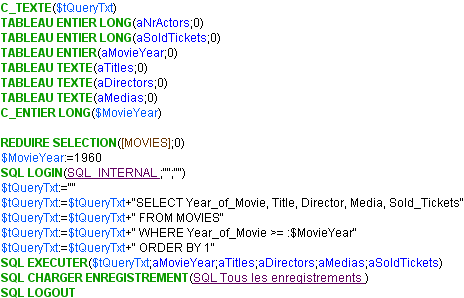 C_TEXTE($tQueryTxt)
TABLEAU ENTIER LONG(aNrActors;0)
TABLEAU ENTIER LONG(aSoldTickets;0)
TABLEAU ENTIER(aMovieYear;0)
TABLEAU TEXTE(aTitles;0)
TABLEAU TEXTE(aDirectors;0)
TABLEAU TEXTE(aMedias;0)
C_ENTIER LONG($MovieYear)
REDUIRE SELECTION([MOVIES];0)
$MovieYear:=1960
SQL LOGIN(SQL_INTERNAL ;"";"")
$tQueryTxt:=""
$tQueryTxt:=$tQueryTxt+"SELECT Year_of_Movie, Title, Director, Media, Sold_Tickets"
$tQueryTxt:=$tQueryTxt+" FROM MOVIES"
$tQueryTxt:=$tQueryTxt+" WHERE Year_of_Movie >= :$MovieYear"
$tQueryTxt:=$tQueryTxt+" ORDER BY 1"
SQL EXECUTER($tQueryTxt;aMovieYear;aTitles;aDirectors;aMedias;aSoldTickets)
SQL CHARGER ENREGISTREMENT(SQL Tous les enregistrements )
SQL LOGOUT